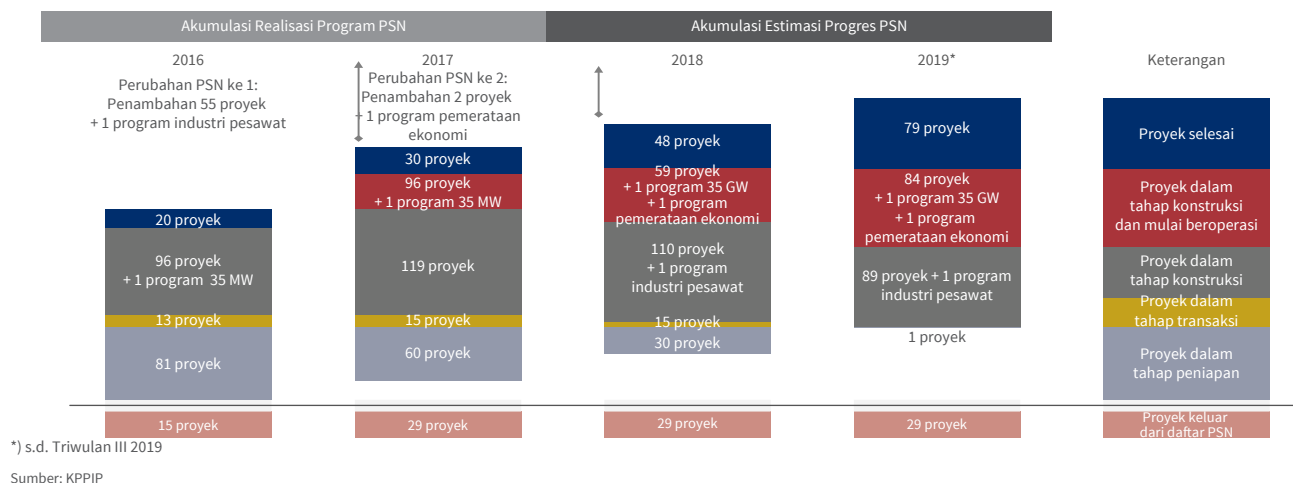 Akumulasi Realisasi Program PSN
Akumulasi Estimasi Progres PSN
2016
Perubahan PSN ke 1:
Penambahan 55 proyek
+ 1 program industri pesawat
20 proyek
96 proyek
+ 1 program 35 MW
13 proyek
81 proyek
15 proyek
2017
Perubahan PSN ke 2:
Penambahan 2 proyek
+ 1 program pemerataan
ekonomi
30 proyek
96 proyek
+ 1 program 35 MW
119 proyek
15 proyek
60 proyek
29 proyek
2018
48 proyek
59 proyek
+ 1 program 35 GW
+ 1 program
pemerataan ekonomi
110 proyek
+ 1 program
industri pesawat
15 proyek
30 proyek
29 proyek
2019*
79 proyek
84 proyek
+ 1 program 35 GW
+ 1 program
pemerataan ekonomi
89 proyek + 1 program
industri pesawat
1 proyek
29 proyek
Keterangan
Proyek selesai
Proyek dalam
tahap konstruksi
dan mulai beroperasi
Proyek dalam
tahap konstruksi
Proyek dalam
tahap transaksi
Proyek dalam
tahap peniapan
Proyek keluar
dari daftar PSN
*) s.d. Triwulan III 2019
Sumber: KPPIP